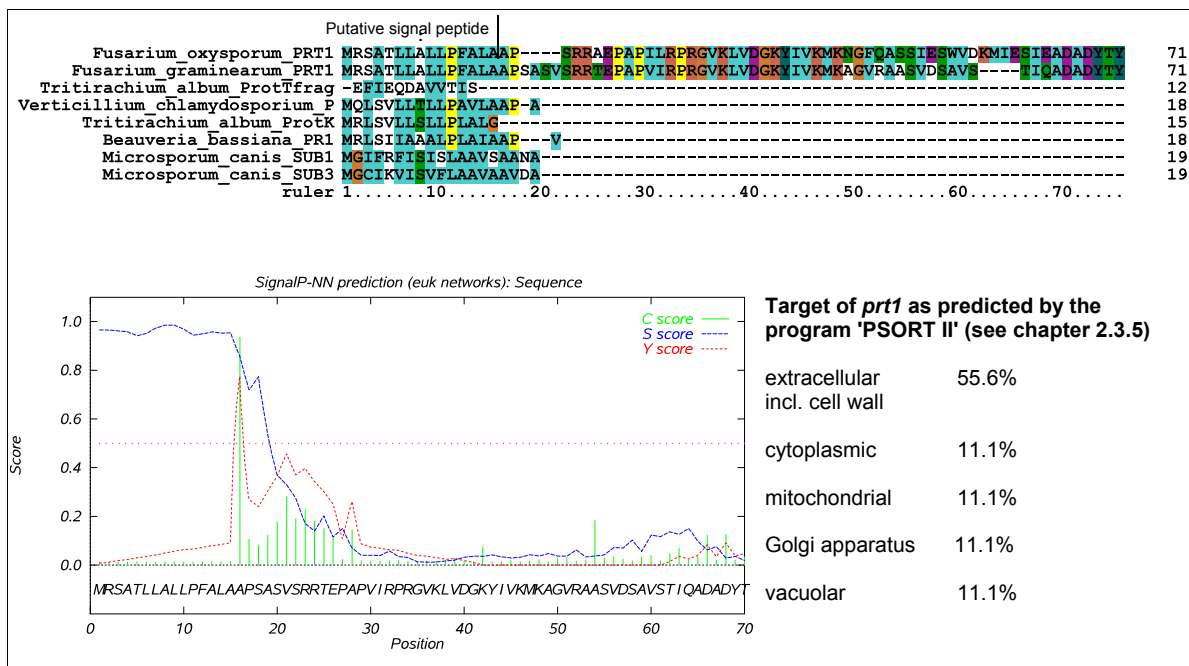 Putative signal peptide
Fusarium_oxysporum_PRT1 MRSATLLALLPFALAAP----SRRAEPAPILRPRGVKLVDGKYIVKMKNGFQASSIESWVDKMIESIEADADYTY 71
Fusarium_graminearum_PRT1 MRSATLLALLPFALAAPSASVSRRTEPAPVIRPRGVKLVDGKYIVKMKAGVRAASVDSAVS----TIQADADYTY 71
Tritirachium_album_ProtTfrag -EFIEQDAVVTIS-------------------------------------------------------------- 12
Verticillium_chlamydosporium_P MQLSVLLTLLPAVLAAP-A-------------------------------------------------------- 18
Tritirachium_album_ProtK MRLSVLLSLLPLALG------------------------------------------------------------ 15
Beauveria_bassiana_PR1 MRLSIIAAALPLAIAAP---V------------------------------------------------------ 18
Microsporum_canis_SUB1 MGIFRFISISLAAVSAANA-------------------------------------------------------- 19
Microsporum_canis_SUB3 MGCIKVISVFLAAVAAVDA-------------------------------------------------------- 19
ruler 1.......10........20........30........40........50........60........70.....
SignalP-NN prediction (euk networks): Sequence
C score
S score
Y score
1.0
0.8
0.6
0.4
0.2
0.0
Score
MRSATLLALLPFALAAPSASVSRRTEPAPVIRPRGVKLVDGKYIVKMKAGVRAASVDSAVSTIQADADYT
0 10 20 30 40 50 60 70
Position
Target of prt1 as predicted by the
program 'PSORT II' (see chapter 2.3.5)
extracellular 55.6%
incl. cell wall
cytoplasmic 11.1%
mitochondrial 11.1%
Golgi apparatus 11.1%
vacuolar 11.1%